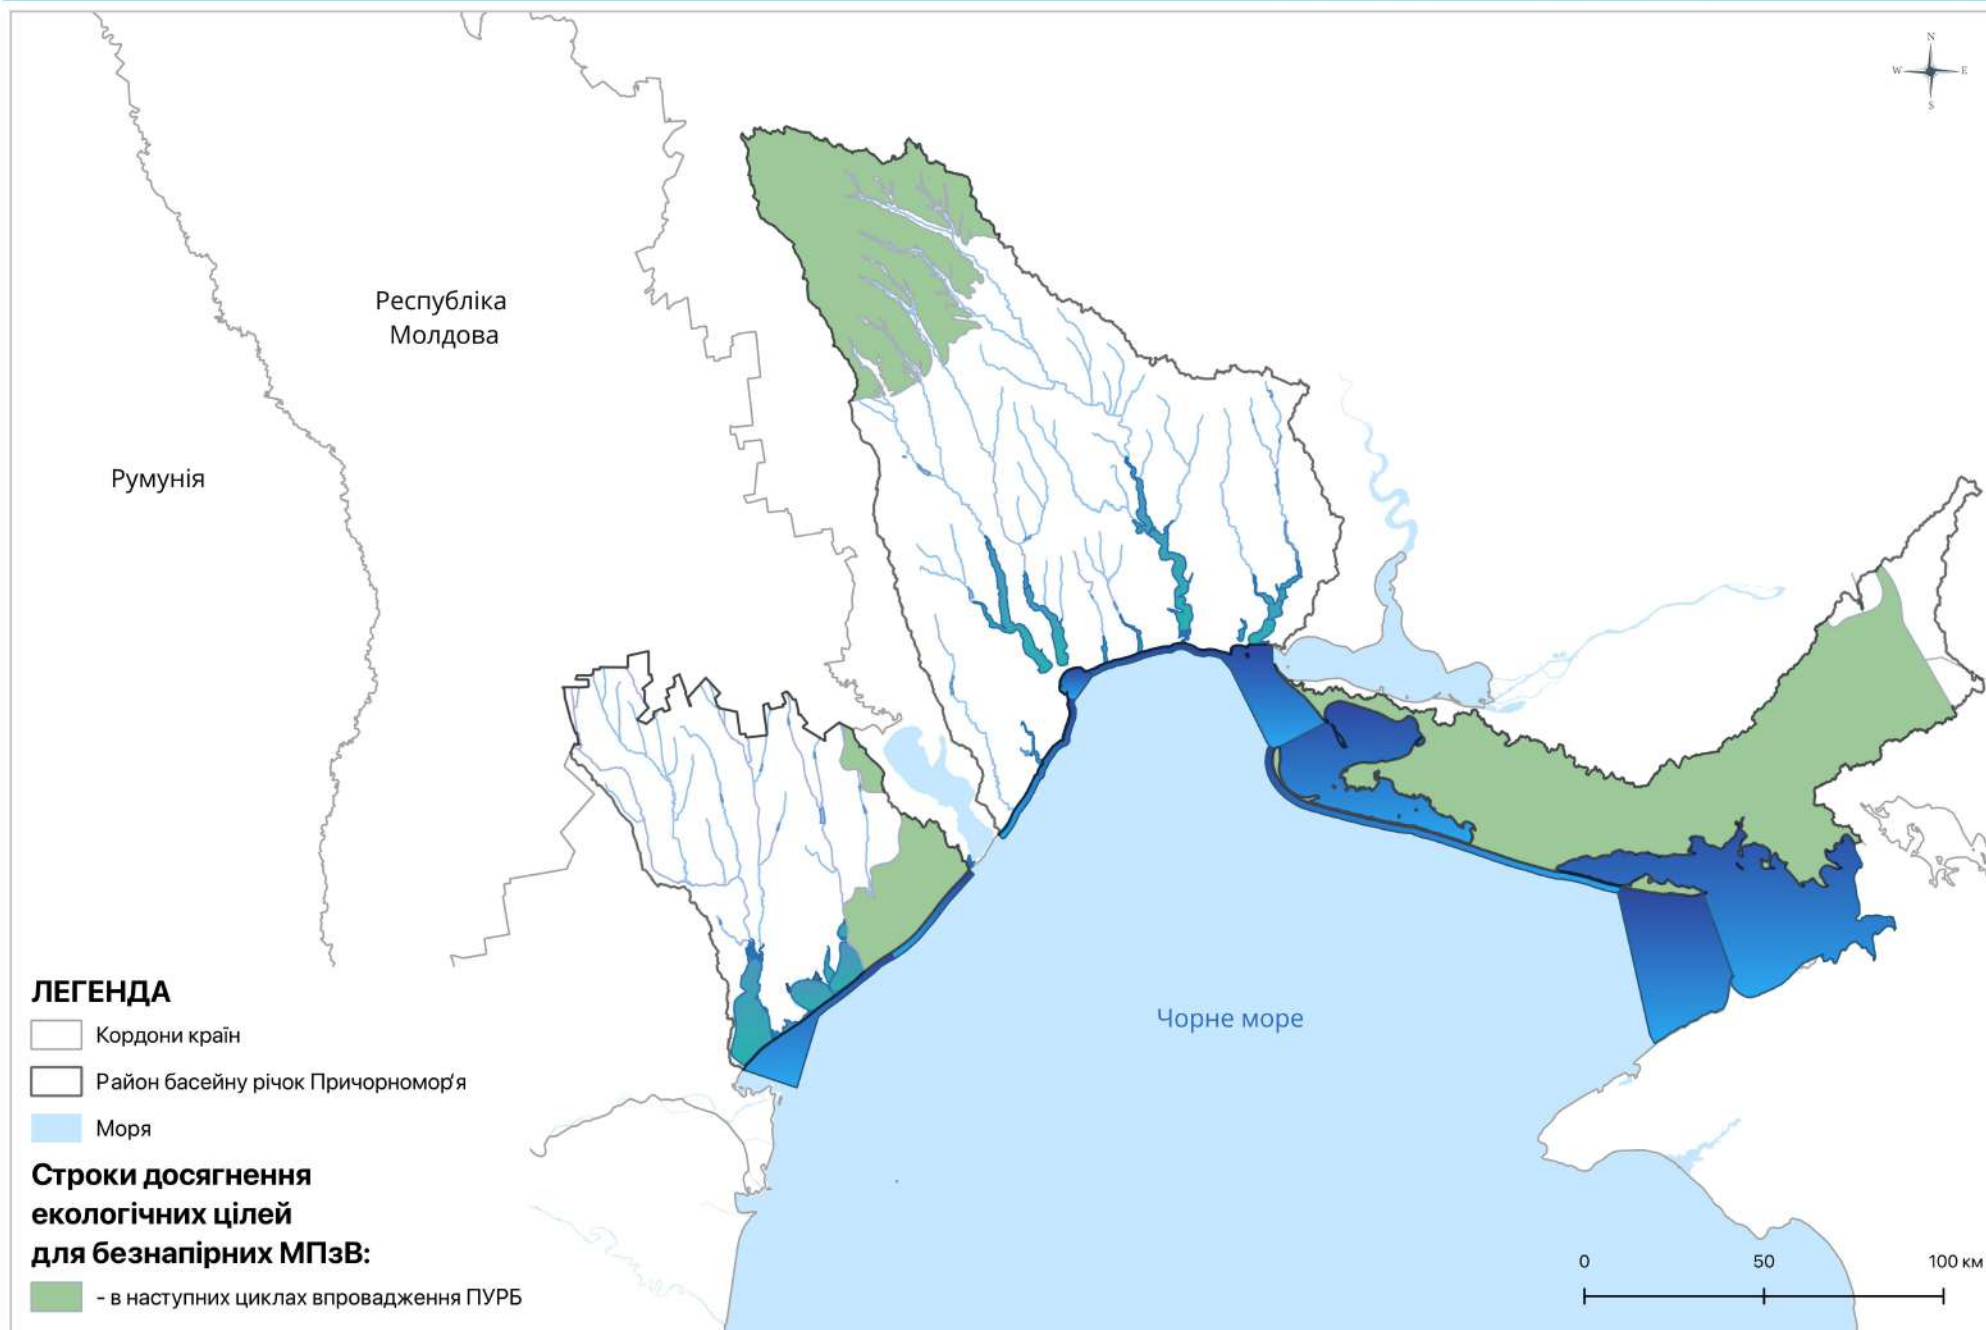 N
W
E
S
Республіка
Молдова
Румунія
Чорне море
ЛЕГЕНДА
Кордони країн
Район басейну річок Причорномор'я
Моря
Строки досягнення
екологічних цілей
для безнапірних МПзВ:
- в наступних циклах впровадження ПУРБ
0
50
100 км